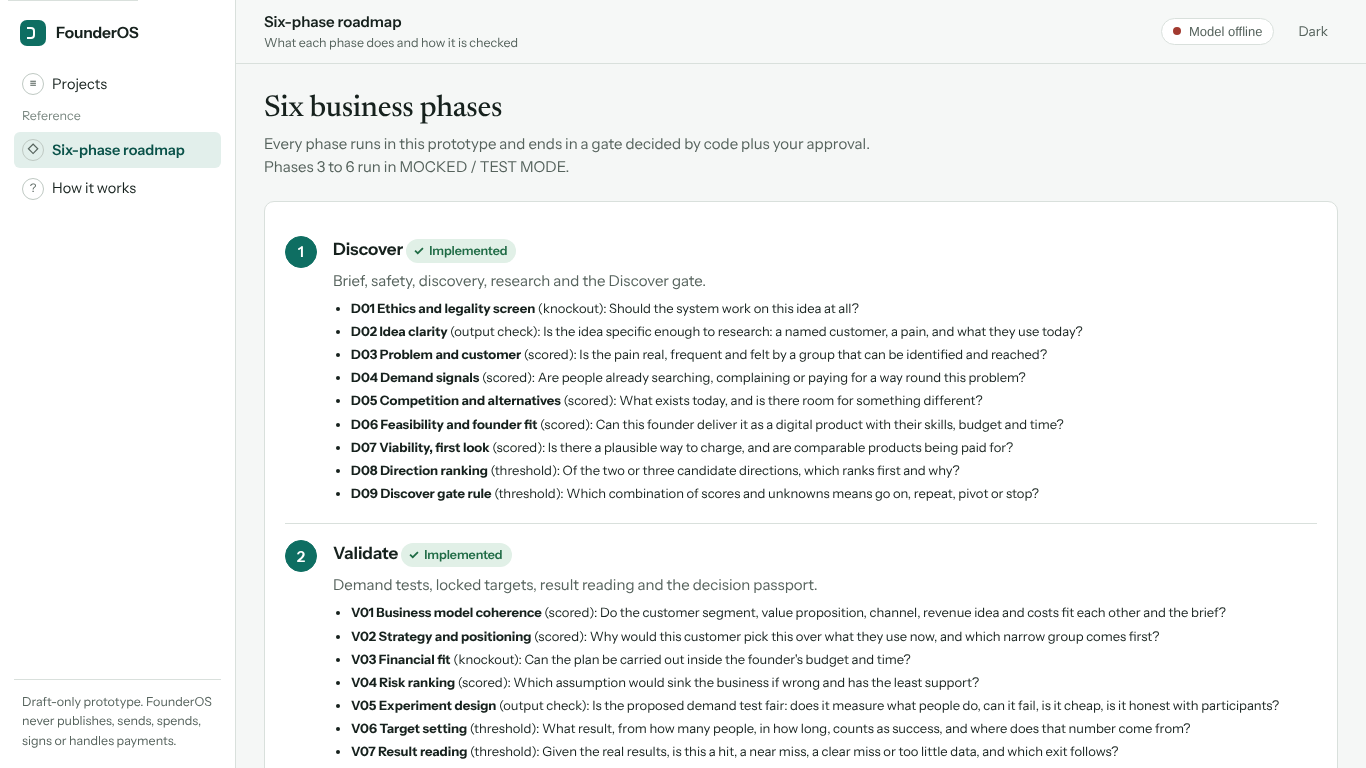 FounderOS
Projects
Reference
Six-phase roadmap
? How it works
Draft-only prototype. FounderOS
never publishes, sends, spends,
signs or handles payments.
Six-phase roadmap
What each phase does and how it is checked
Model offline
Dark
Six business phases
Every phase runs in this prototype and ends in a gate decided by code plus your approval.
Phases 3 to 6 run in MOCKED / TEST MODE.
1 Discover ✓ Implemented
Brief, safety, discovery, research and the Discover gate.
• D01 Ethics and legality screen (knockout): Should the system work on this idea at all?
• D02 Idea clarity (output check): Is the idea specific enough to research: a named customer, a pain, and what they use today?
• D03 Problem and customer (scored): Is the pain real, frequent and felt by a group that can be identified and reached?
• D04 Demand signals (scored): Are people already searching, complaining or paying for a way round this problem?
• D05 Competition and alternatives (scored): What exists today, and is there room for something different?
• D06 Feasibility and founder fit (scored): Can this founder deliver it as a digital product with their skills, budget and time?
• D07 Viability, first look (scored): Is there a plausible way to charge, and are comparable products being paid for?
• D08 Direction ranking (threshold): Of the two or three candidate directions, which ranks first and why?
• D09 Discover gate rule (threshold): Which combination of scores and unknowns means go on, repeat, pivot or stop?
2 Validate ✓ Implemented
Demand tests, locked targets, result reading and the decision passport.
• V01 Business model coherence (scored): Do the customer segment, value proposition, channel, revenue idea and costs fit each other and the brief?
• V02 Strategy and positioning (scored): Why would this customer pick this over what they use now, and which narrow group comes first?
• V03 Financial fit (knockout): Can the plan be carried out inside the founder's budget and time?
• V04 Risk ranking (scored): Which assumption would sink the business if wrong and has the least support?
• V05 Experiment design (output check): Is the proposed demand test fair: does it measure what people do, can it fail, is it cheap, is it honest with participants?
• V06 Target setting (threshold): What result, from how many people, in how long, counts as success, and where does that number come from?
• V07 Result reading (threshold): Given the real results, is this a hit, a near miss, a clear miss or too little data, and which exit follows?